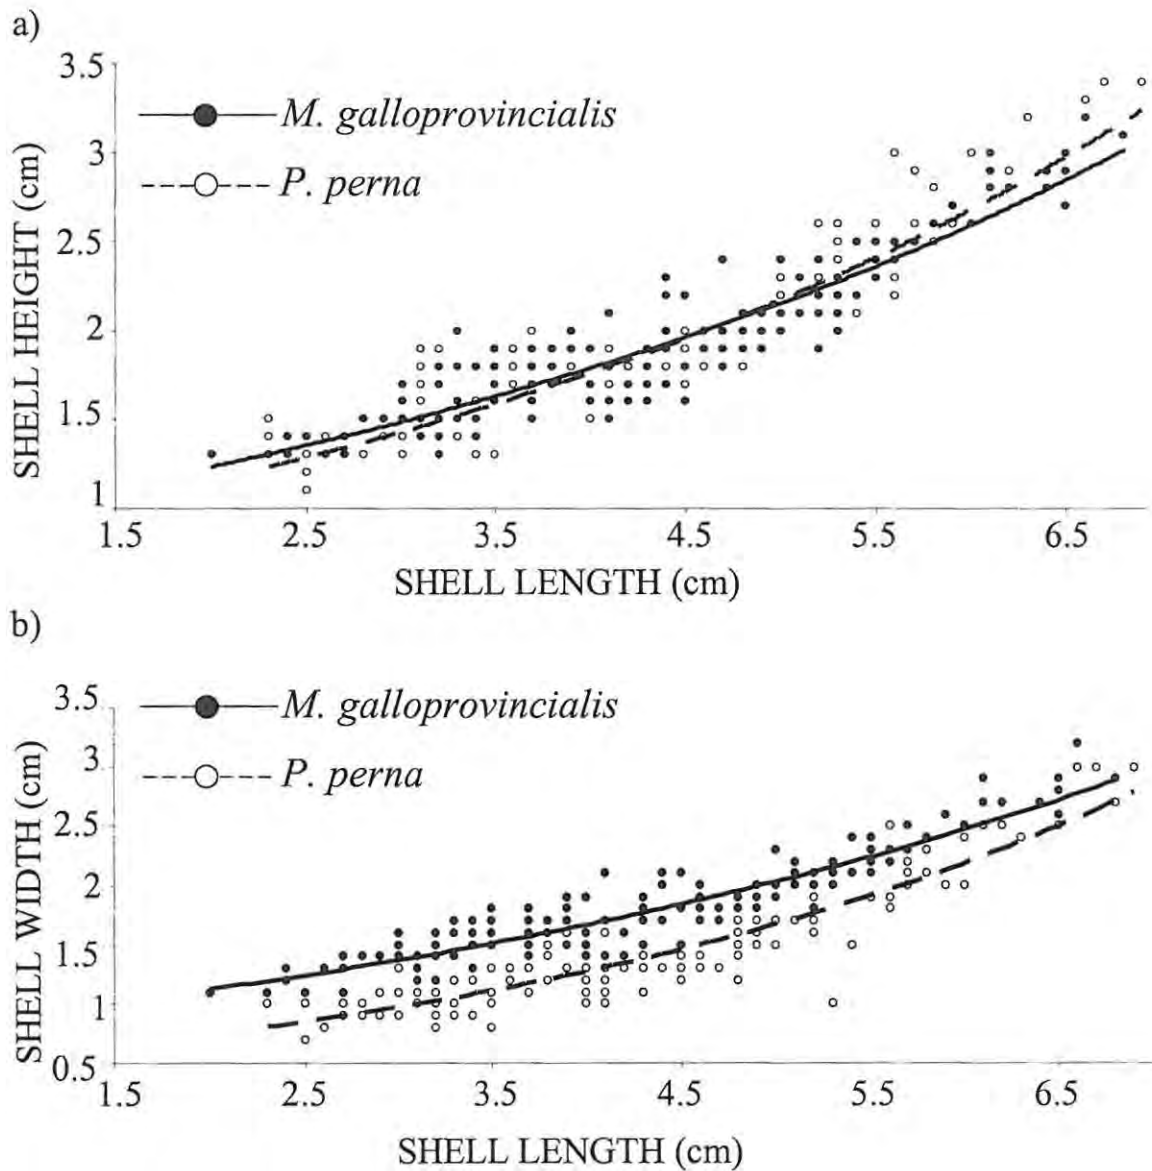 a)
SHELL HEIGHT (cm)
3.5
3
2.5
2
1.5
1
M. galloprovincialis
P. perna
1.5 2.5 3.5 4.5 5.5 6.5
SHELL LENGTH (cm)
b)
SHELL WIDTH (cm)
3.5
3
2.5
2
1.5
1
0.5
M. galloprovincialis
P. perna
1.5 2.5 3.5 4.5 5.5 6.5
SHELL LENGTH (cm)